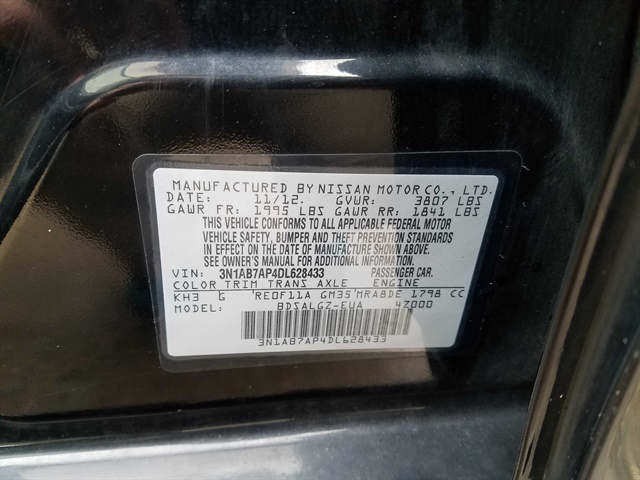 MANUFACTURED BY NISSAN MOTOR CO., LTD.
DATE: 11/12. GVWR: 3807 LBS
GAWR FR: 1995 LBS GAWR RR: 1841 LBS
THIS VEHICLE CONFORMS TO ALL APPLICABLE FEDERAL MOTOR
VEHICLE SAFETY, BUMPER AND THEFT PREVENTION STANDARDS
IN EFFECT ON THE DATE OF MANUFACTURE SHOWN ABOVE.
SEE OWNER'S MANUAL FOR ADDITIONAL INFORMATION.
VIN: 3N1AB7AP4DL628433 PASSENGER CAR.
COLOR TRIM TRANS AXLE ENGINE
KH3 G RE0F11A GM35 MRA8DE 1798 CC
MODEL: BDSALGZ-EUA 47000
3N1AB7AP4DL628433